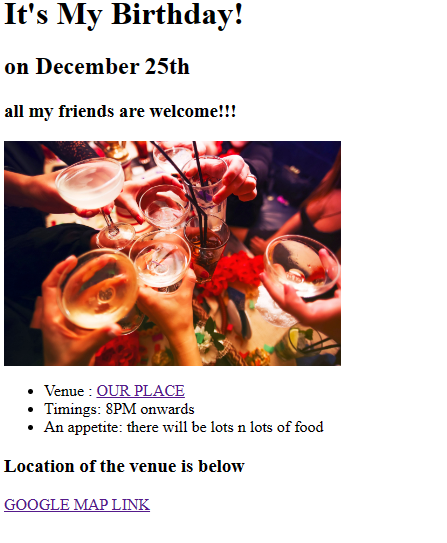 It's My Birthday!
on December 25th
all my friends are welcome!!!
Venue : OUR PLACE
Timings: 8PM onwards
An appetite: there will be lots n lots of food
Location of the venue is below
GOOGLE MAP LINK